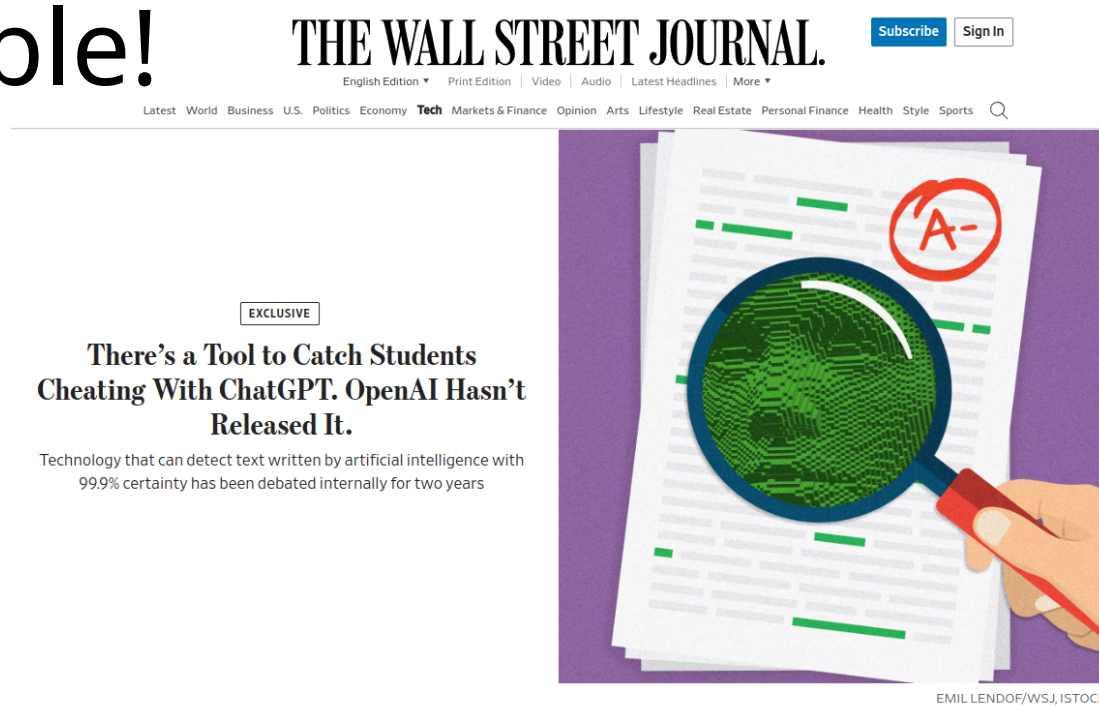 ple!
THE WALL STREET JOURNAL.
Subscribe
Sign In
English Edition Print Edition Video Audio Latest Headlines More
Latest World Business U.S. Politics Economy Tech Markets & Finance Opinion Arts Lifestyle Real Estate Personal Finance Health Style Sports
EXCLUSIVE
There's a Tool to Catch Students
Cheating With ChatGPT. OpenAI Hasn't
Released It.
Technology that can detect text written by artificial intelligence with
99.9% certainty has been debated internally for two years
A-
EMIL LENDOF/WSJ, ISTOC